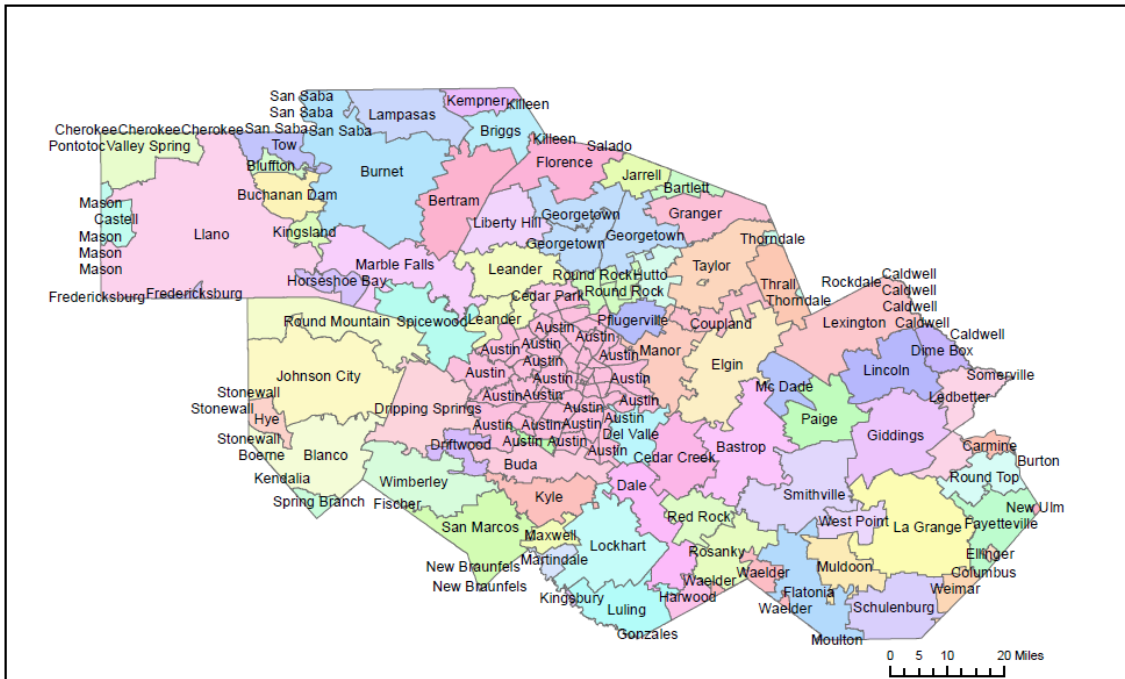 San Saba
Kempner Killeen
San Saba
Lampasas
CherokeeCherokeeCherokee San Saba San Saba
Briggs
Killeen
Pontotoc Valley Spring
Tow
Salado
Bluffton
Burnet
Florence
Jarrell
Bartlett
Buchanan Dam
Mason
Bertram
Castell
Georgetown
Granger
Liberty Hill
Llano
Kingsland
Mason
Georgetown
Georgetown
Thorndale
Mason
Marble Falls
Mason
Leander
Round Rock Hutto
Taylor
Horseshoe Bay
Thrall
Rockdale
Caldwell
Fredericksburg
Fredericksburg
Cedar Park
Round Rock
Thorndale
Caldwell
Caldwell
Round Mountain
Spicewood
Leander
Pflugerville
Coupland
Lexington
Caldwell
Austin
Austin
Austin
Caldwell
Austin
Austin
Manor
Dime Box
Austin
Elgin
Lincoln
Johnson City
Austin
Austin
Austin
Somerville
Stonewall
Mc Dade
Austin
Austin
Austin
Ledbetter
Stonewall
Dripping Springs
Austin
Paige
Hye
Austin
Austin
Austin
Austin
Giddings
Stonewall
Driftwood
Austin
Austin
Del Valle
Bastrop
Carmine
Boerne
Blanco
Austin
Cedar Creek
Burton
Buda
Kendalia
Wimberley
Dale
Smithville
Round Top
Spring Branch
Fischer
Kyle
New Ulm
San Marcos
Red Rock
West Point
La Grange
Fayetteville
Maxwell
Lockhart
Rosanky
Ellinger
New Braunfels
Martindale
Waelder
Muldoon
Columbus
New Braunfels
Waelder
Weimar
Kingsbury
Harwood
Flatonia
Luling
Waelder
Schulenburg
Gonzales
Moulton
0 5 10 20 Miles